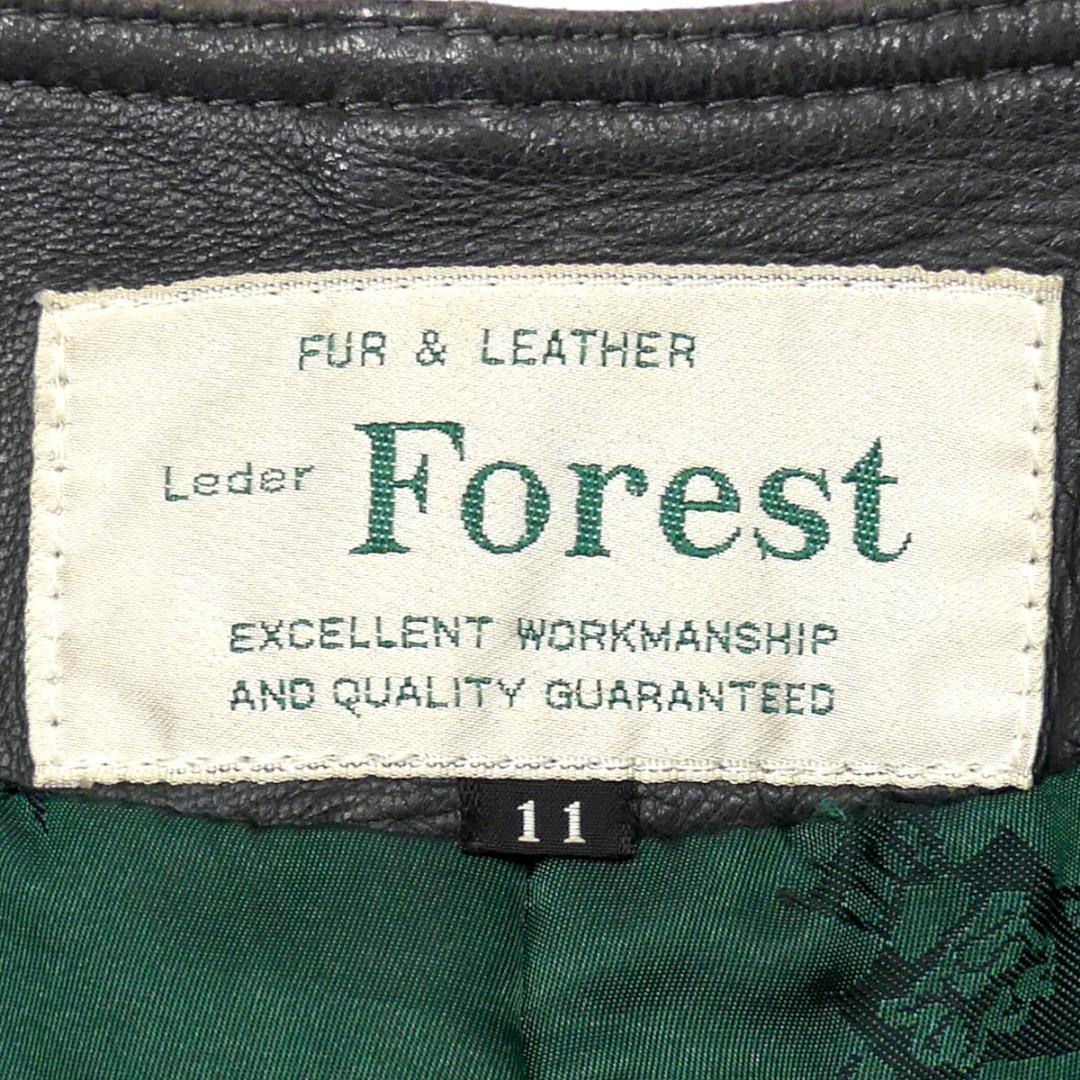 FUR & LEATHER
Leder Forest
EXCELLENT WORKMANSHIP
AND QUALITY GUARANTEED
11